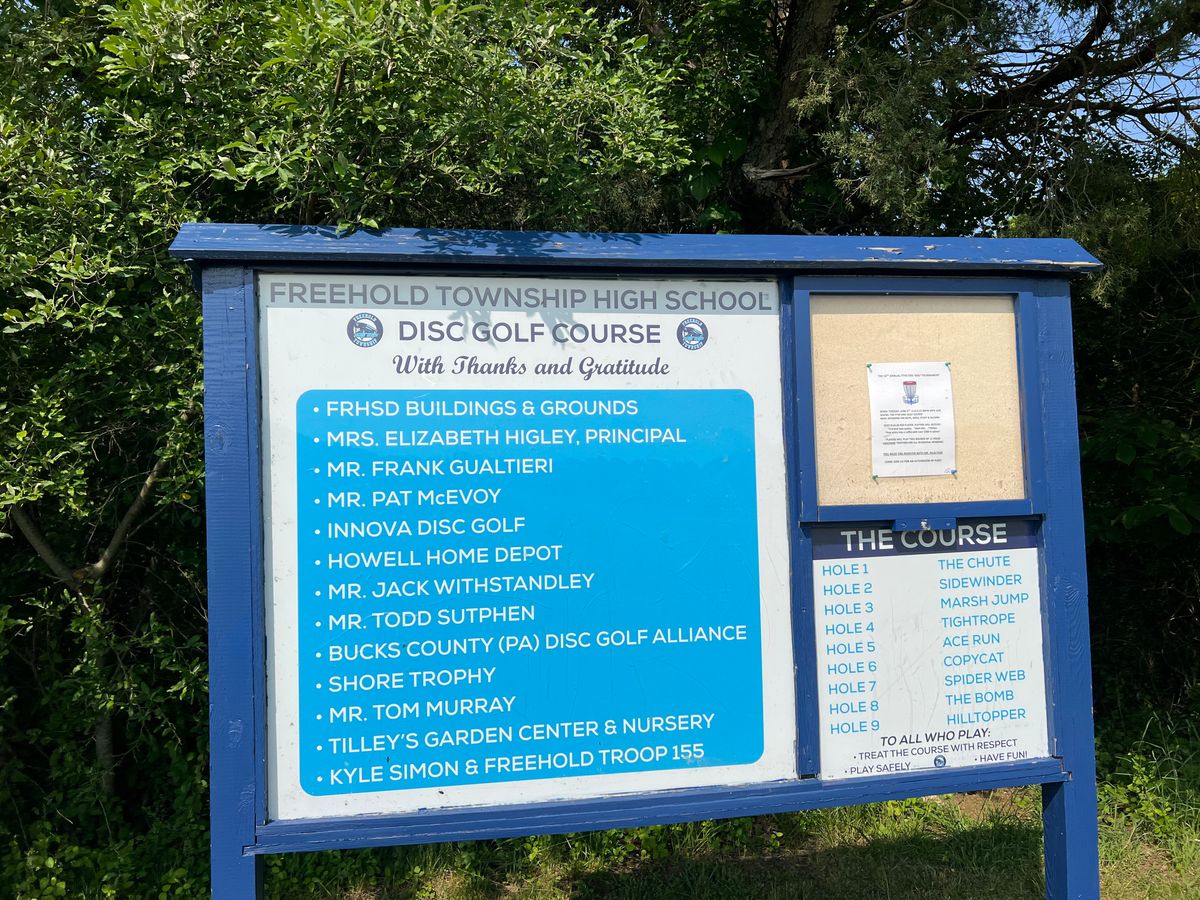 FREEHOLD TOWNSHIP HIGH SCHOOL
DISC GOLF COURSE
With Thanks and Gratitude
• FRHSD BUILDINGS & GROUNDS
• MRS. ELIZABETH HIGLEY, PRINCIPAL
• MR. FRANK GUALTIERI
• MR. PAT McEVOY
• INNOVA DISC GOLF
• HOWELL HOME DEPOT
• MR. JACK WITHSTANDLEY
• MR. TODD SUTPHEN
• BUCKS COUNTY (PA) DISC GOLF ALLIANCE
• SHORE TROPHY
• MR. TOM MURRAY
• TILLEY'S GARDEN CENTER & NURSERY
• KYLE SIMON & FREEHOLD TROOP 155
THE COURSE
HOLE 1 THE CHUTE
HOLE 2 SIDEWINDER
HOLE 3 MARSH JUMP
HOLE 4 TIGHTROPE
HOLE 5 ACE RUN
HOLE 6 COPYCAT
HOLE 7 SPIDER WEB
HOLE 8 THE BOMB
HOLE 9 HILLTOPPER
TO ALL WHO PLAY:
• TREAT THE COURSE WITH RESPECT
• PLAY SAFELY • HAVE FUN!